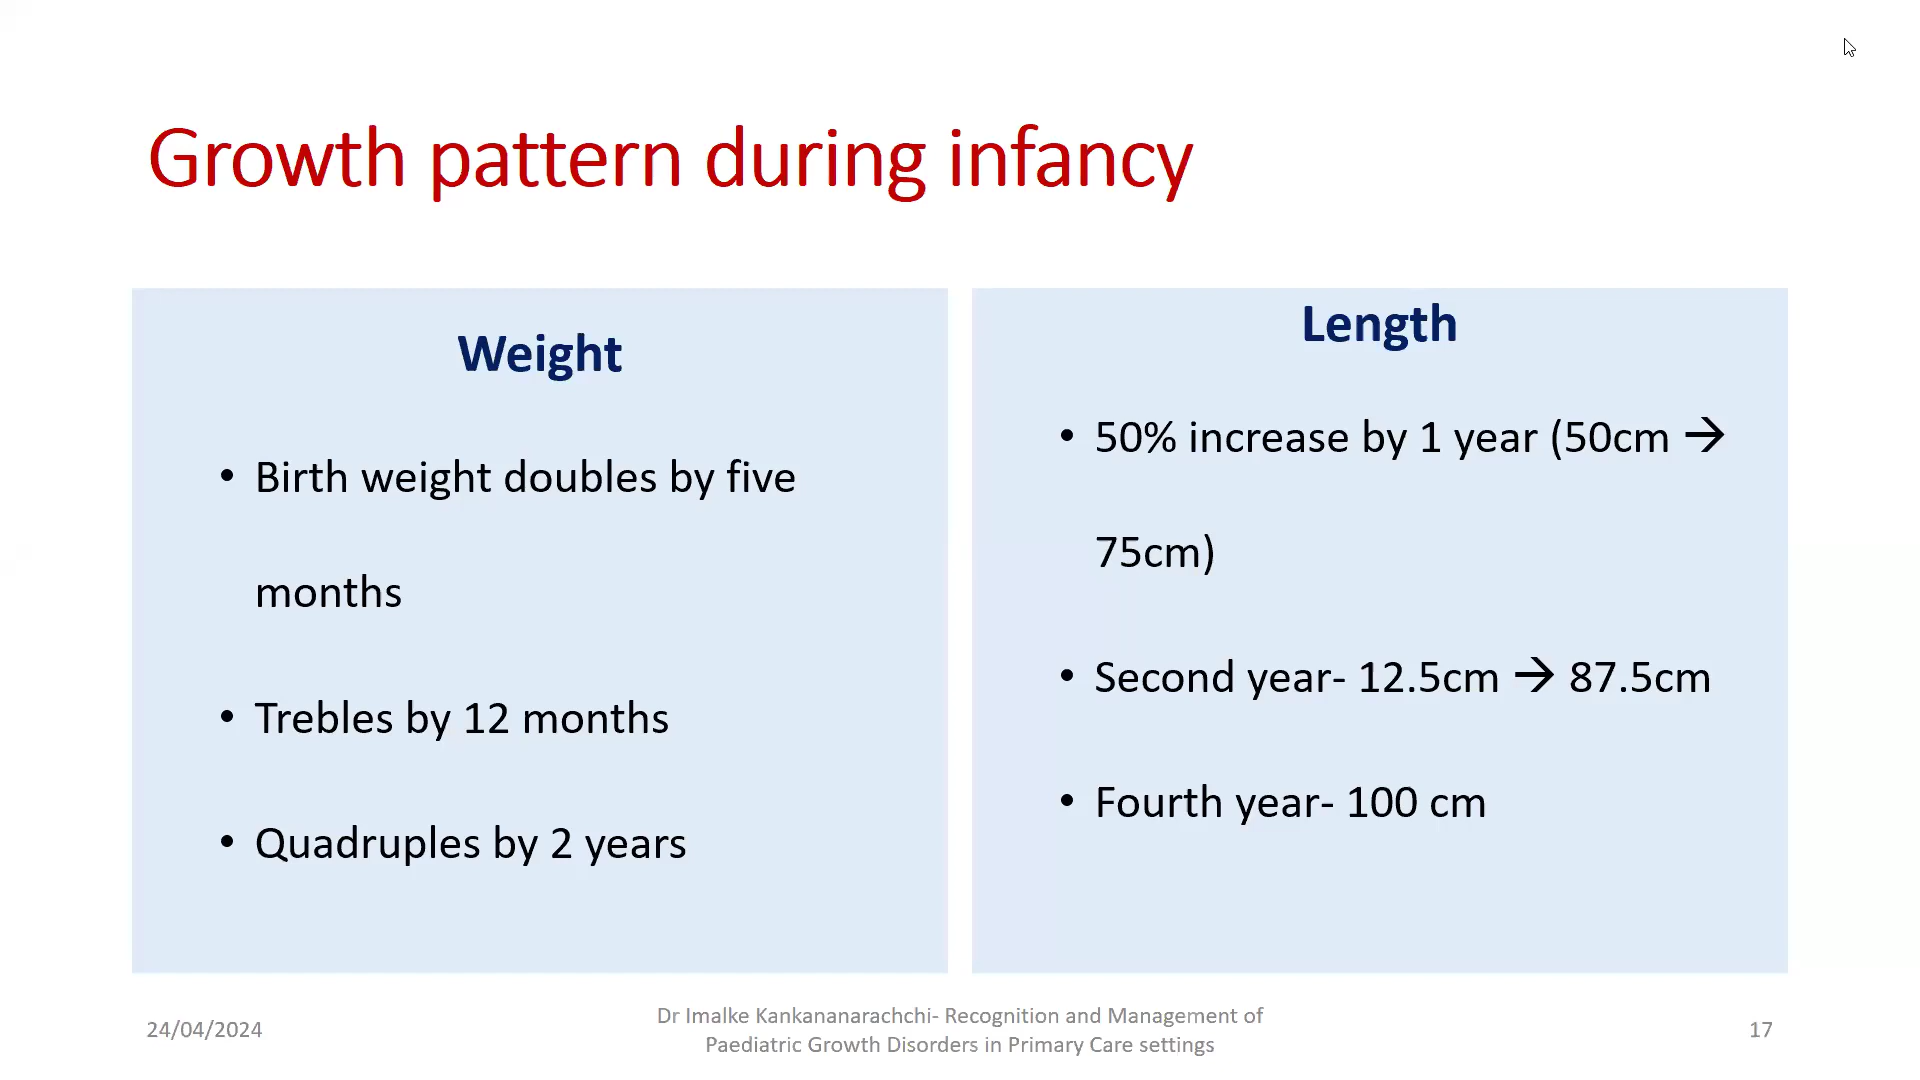 Growth pattern during infancy
Weight
• Birth weight doubles by five
months
• Trebles by 12 months
• Quadruples by 2 years
Length
• 50% increase by 1 year (50cm →
75cm)
• Second year- 12.5cm → 87.5cm
• Fourth year- 100 cm
24/04/2024
Dr Imalke Kankananarachchi- Recognition and Management of
Paediatric Growth Disorders in Primary Care settings
17